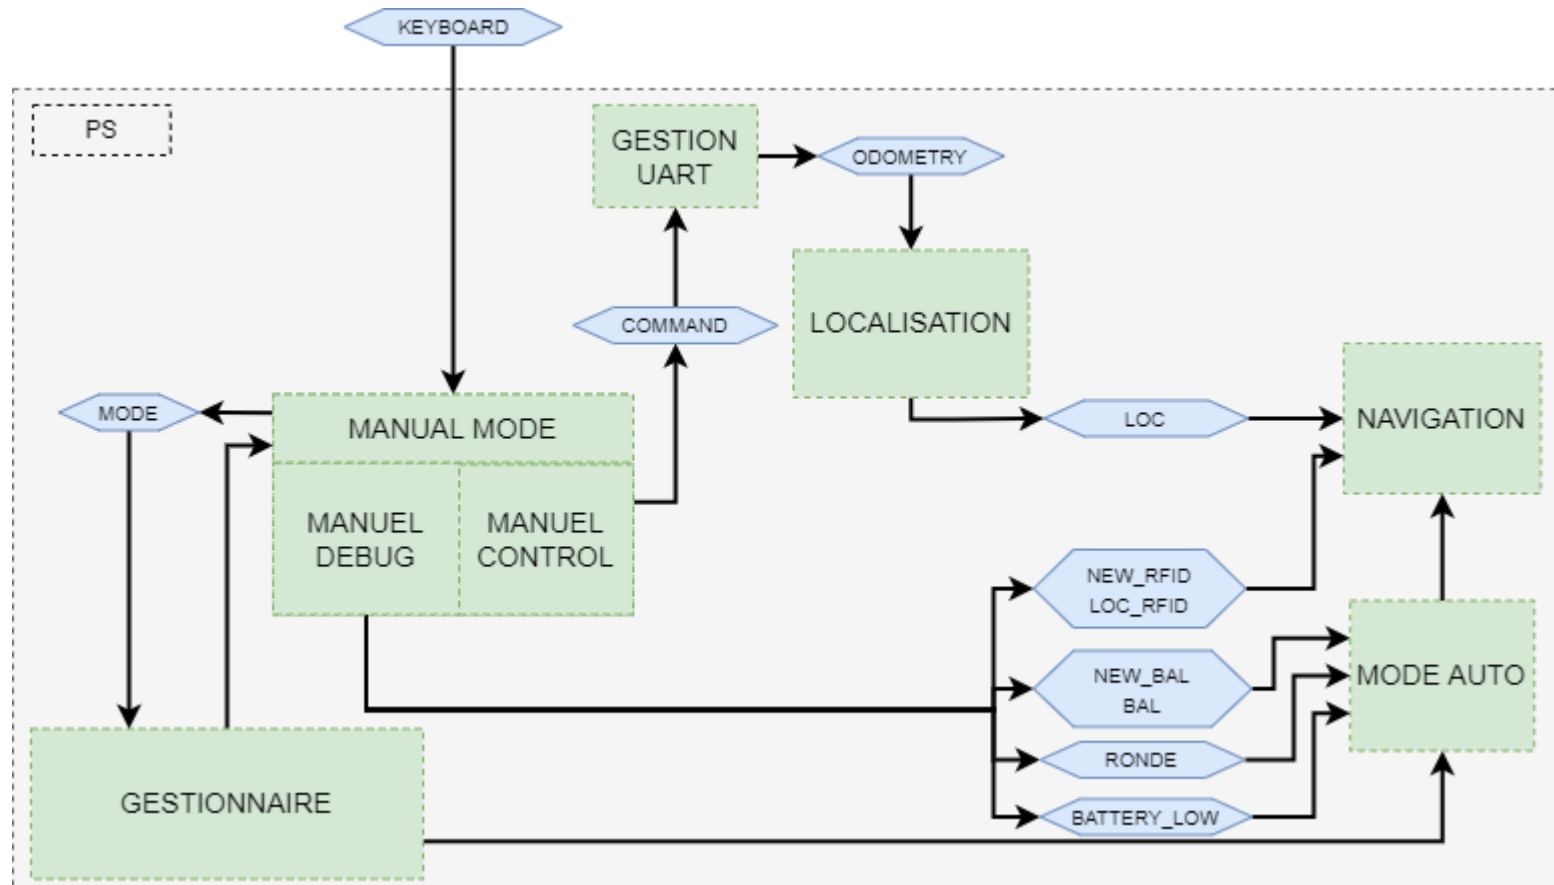 KEYBOARD
PS
GESTION
UART
ODOMETRY
COMMAND
LOCALISATION
MODE
MANUAL MODE
LOC
NAVIGATION
MANUEL
DEBUG
MANUEL
CONTROL
NEW_RFID
LOC_RFID
NEW_BAL
BAL
MODE AUTO
RONDE
GESTIONNAIRE
BATTERY_LOW